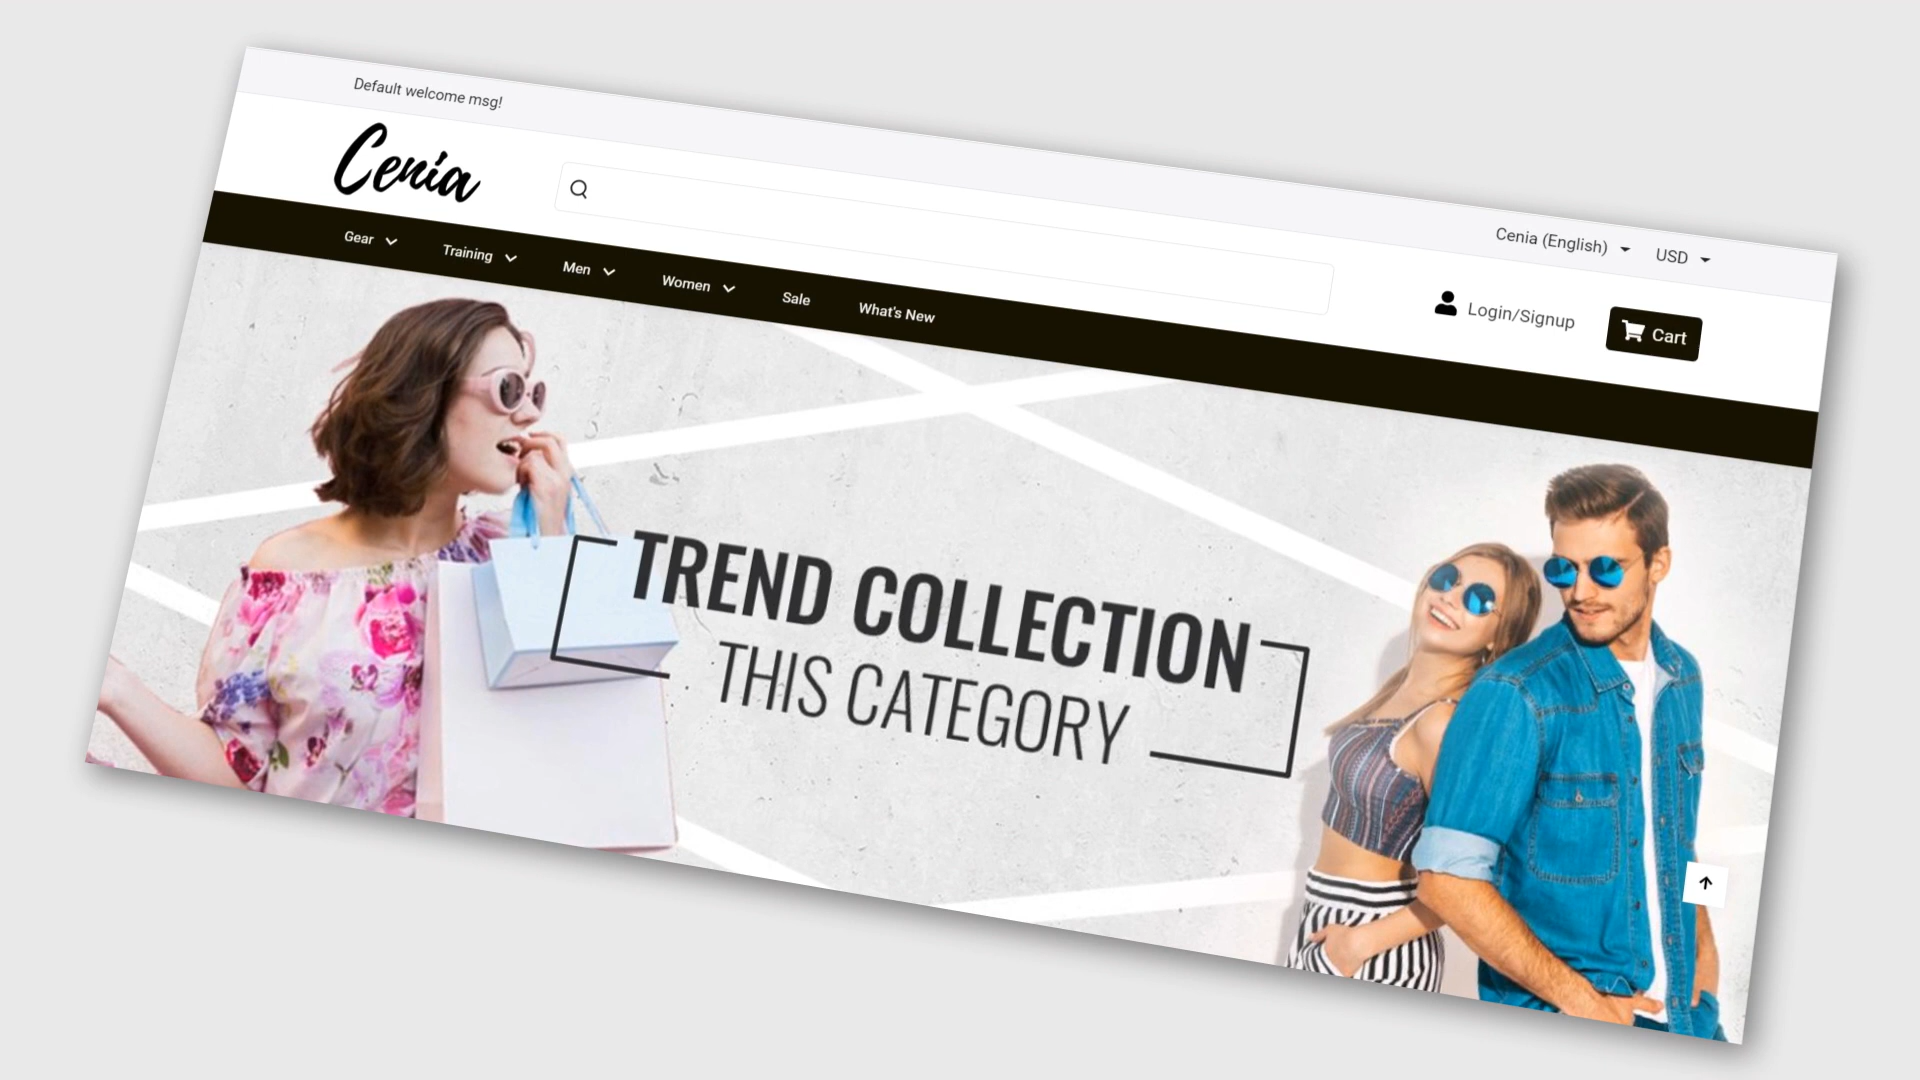 Default welcome msg!
Cenia (English) USD
Cenia
Login/Signup Cart
Gear Training Men Women Sale What's New
TREND COLLECTION
THIS CATEGORY